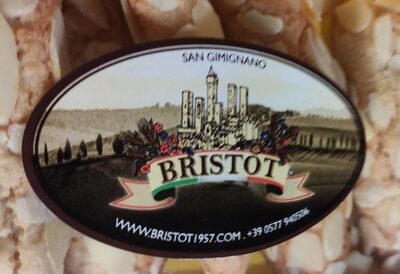 SAN GIMIGNANO
BRISTOT
WWW.BRISTOT1957.COM . +39 0577 940506